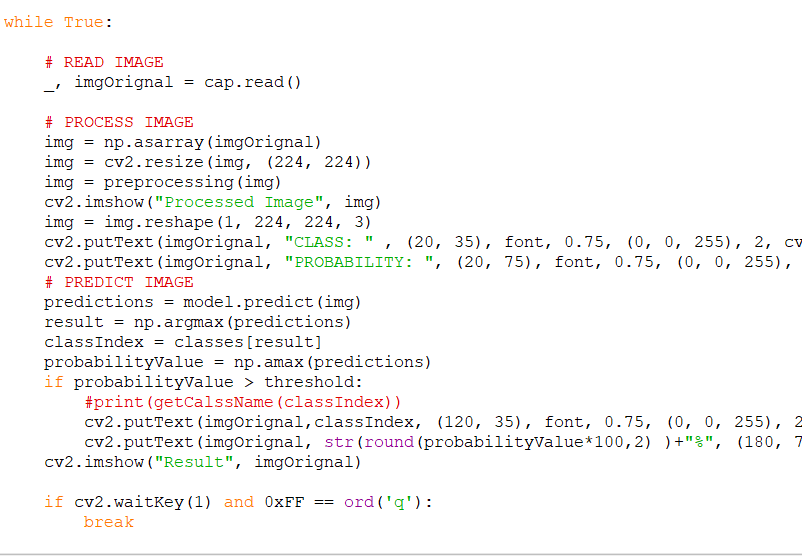 while True:
# READ IMAGE
_, imgOrignal = cap.read()
# PROCESS IMAGE
img = np.asarray(imgOrignal)
img = cv2.resize(img, (224, 224))
img = preprocessing(img)
cv2.imshow("Processed Image", img)
img = img.reshape(1, 224, 224, 3)
cv2.putText(imgOrignal, "CLASS: " , (20, 35), font, 0.75, (0, 0, 255), 2, cv
cv2.putText(imgOrignal, "PROBABILITY: ", (20, 75), font, 0.75, (0, 0, 255),
# PREDICT IMAGE
predictions = model.predict(img)
result = np.argmax(predictions)
classIndex = classes[result]
probabilityValue = np.amax(predictions)
if probabilityValue > threshold:
#print(getCalssName(classIndex))
cv2.putText(imgOrignal,classIndex, (120, 35), font, 0.75, (0, 0, 255), 2
cv2.putText(imgOrignal, str(round(probabilityValue*100,2) )+"%", (180, 7
cv2.imshow("Result", imgOrignal)
if cv2.waitKey(1) and 0xFF == ord('q'):
break